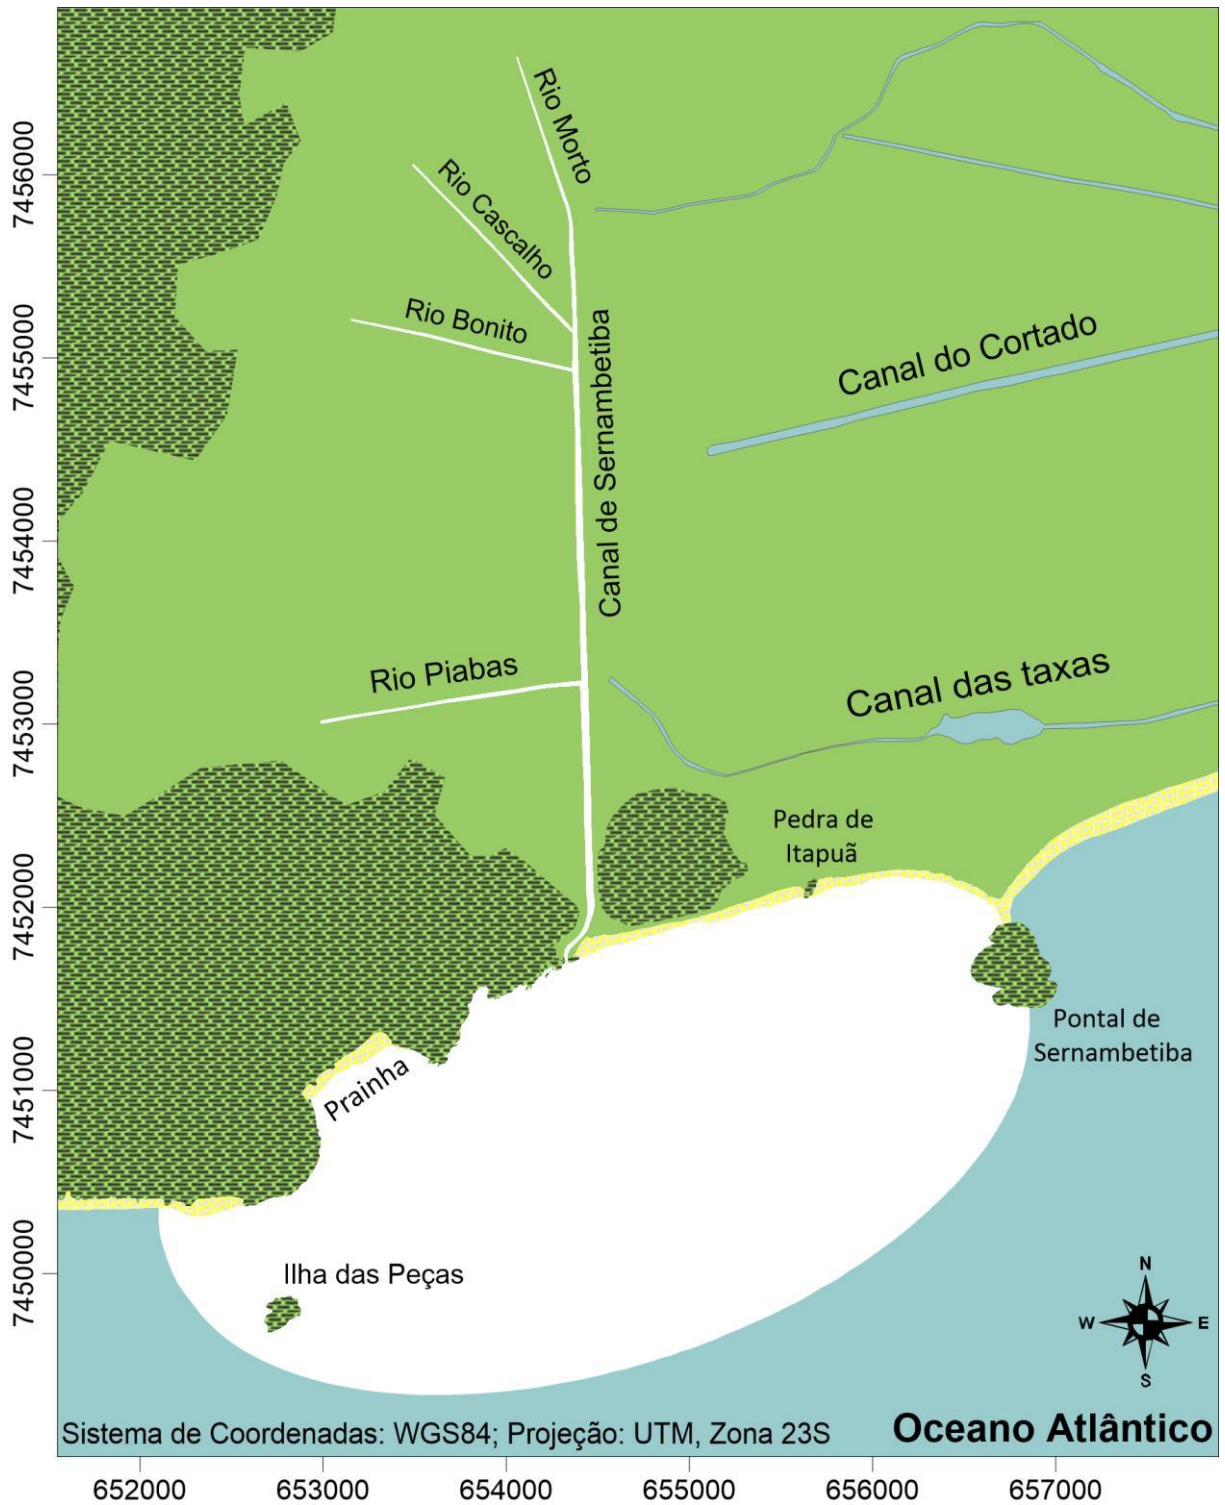 Rio Morto
7456000
Rio Cascalho
Rio Bonito
7455000
Canal do Cortado
Canal de Sernambetiba
7454000
Rio Piabas
Canal das taxas
7453000
Pedra de
Itapuã
7452000
Pontal de
Sernambetiba
7451000
Prainha
7450000
Ilha das Peças
N
W
E
S
Sistema de Coordenadas: WGS84; Projeção: UTM, Zona 23S
Oceano Atlântico
652000
653000
654000
655000
656000
657000